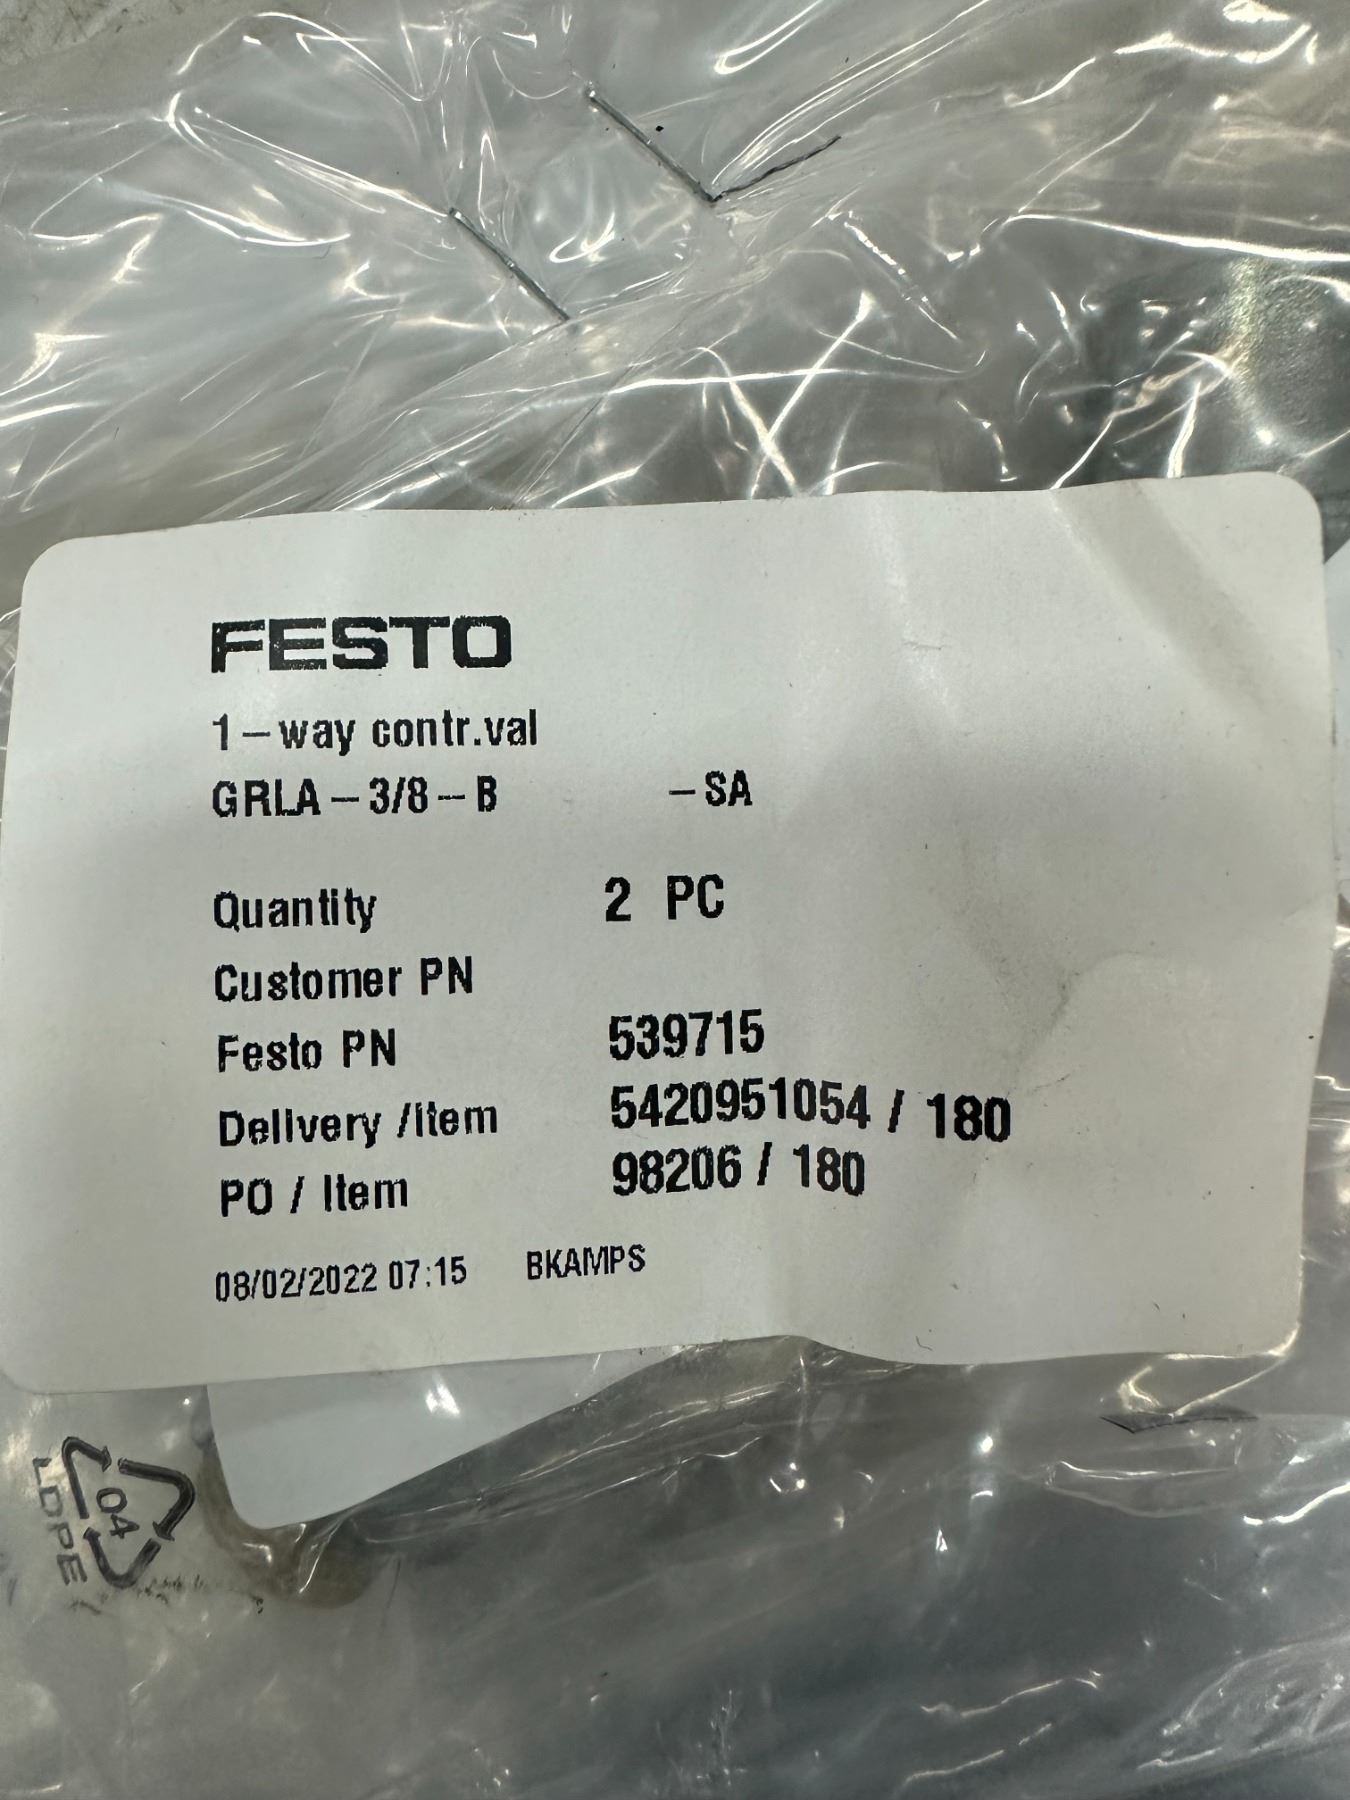 FESTO
1-way contr.val
GRLA-3/8-B -SA
Quantity 2 PC
Customer PN
Festo PN 539715
Delivery /Item 5420951054 / 180
PO / Item 98206 / 180
08/02/2022 07:15 BKAMPS
04
LDPE